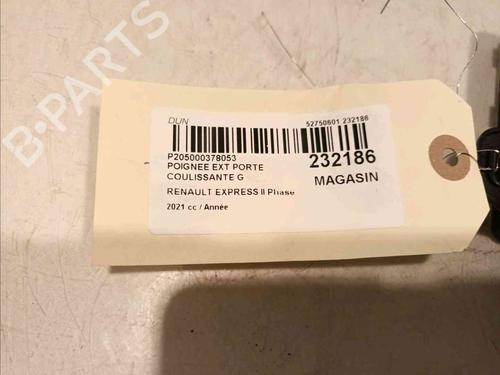 B-PARTS
DUN
52750601 232186
P205000378053
POIGNEE EXT PORTE
COULISSANTE G
232186
MAGASIN
RENAULT EXPRESS II Phase
2021 cc / Année